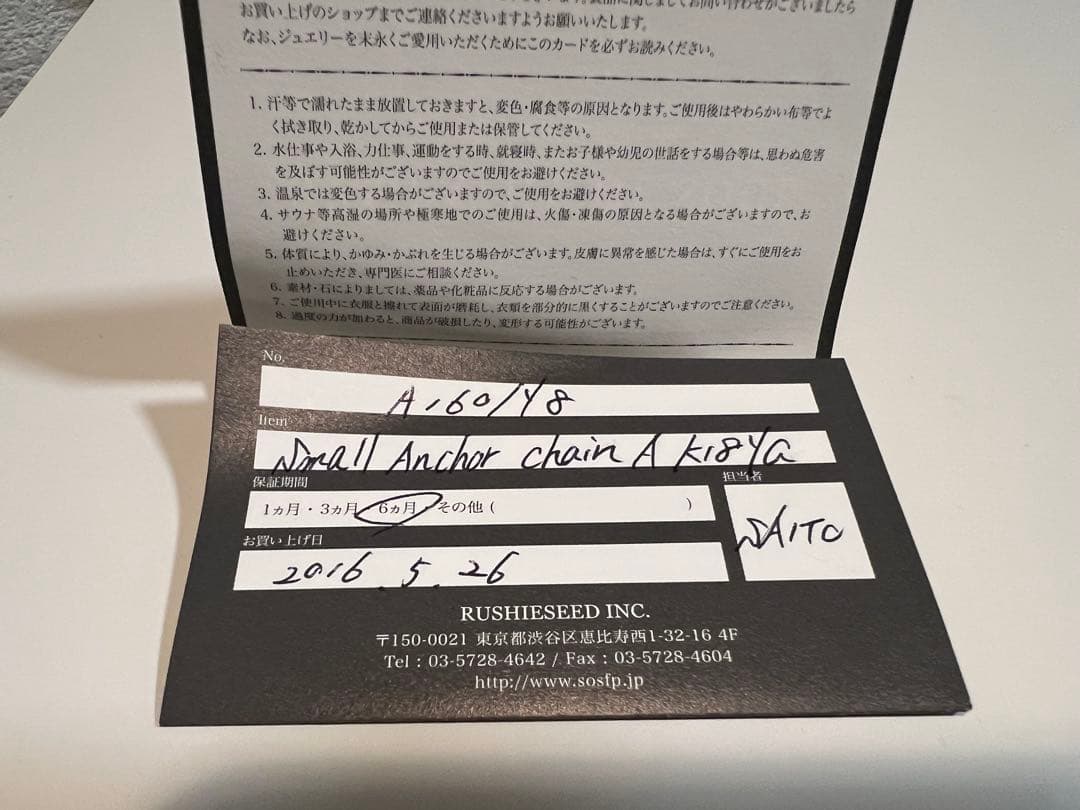 お買い上げのショップまでご連絡くださいますようお願いいたします。
なお、ジュエリーを末永くご愛用いただくためにこのカードを必ずお読みください。
1. 汗等で濡れたまま放置しておきますと、変色・腐食等の原因となります。ご使用後はやわらかい布等でよ
く拭き取り、乾かしてからご使用または保管してください。
2. 水仕事や入浴、力仕事、運動をする時、就寝時、またお子様や幼児の世話をする場合等は、思わぬ危害
を及ぼす可能性がございますのでご使用をお避けください。
3. 温泉では変色する場合がございますので、ご使用をお避けください。
4. サウナ等高湿の場所や極寒地でのご使用は、火傷・凍傷の原因となる場合がございますので、お
避けください。
5. 体質により、かゆみ・かぶれを生じる場合がございます。皮膚に異常を感じた場合は、すぐにご使用をお
止めいただき、専門医にご相談ください。
6. 素材・石によりましては、薬品や化粧品に反応する場合がございます。
7. ご使用中に衣服と擦れて表面が磨耗し、衣類を部分的に黒くすることがございますのでご注意ください。
8. 過度の力が加わると、商品が破損したり、変形する可能性がございます。
No.
A160/Y8
Item
Small Anchor chain A K18YG
保証期間
1ヵ月・3ヵ月・6ヵ月・その他 ( )
担当者
SAITO
お買い上げ日
2016.5.26
RUSHIESEED INC.
〒150-0021 東京都渋谷区恵比寿西1-32-16 4F
Tel : 03-5728-4642 / Fax : 03-5728-4604
http://www.sosfp.jp